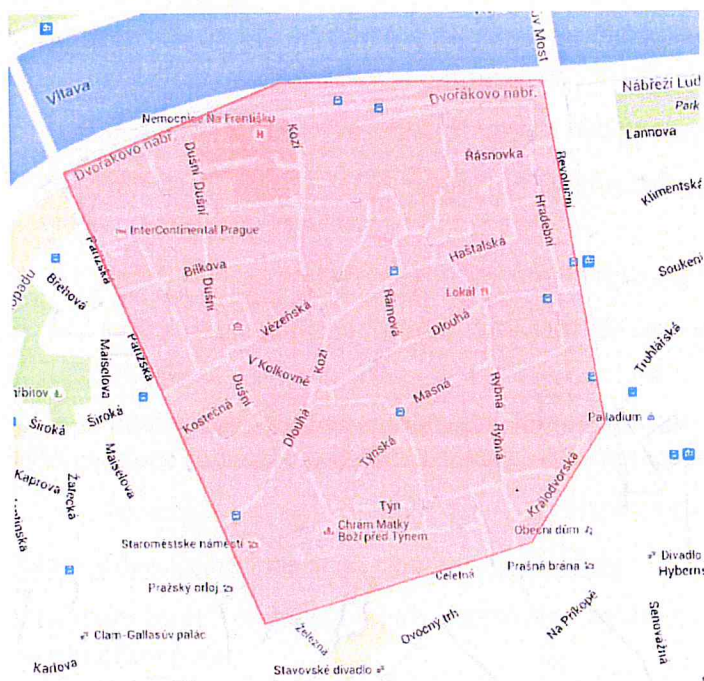 Vltava
Most
Nábřeží Lud
Park
Lannová
Nemocnice Na Františku
Dvořákovo nábř.
Dvořákovo nábř.
Kozí
Dušní
Dušní
Řásnovka
Revoluční
Klimentská
Hradební
InterContinental Prague
Pařížská
Bílkova
Haštalská
Dušní
Břehová
Lokál
Rámová
Vězeňská
Dlouhá
Truhlářská
Pařížská
Maiselova
V Kolkovně
Kozí
Dušní
Masná
Rybná
Široká
Široká
Kostečná
Dlouhá
Palladium
Maiselova
Týnská
Rybná
Kaprova
Žatecká
Královodvorská
Týn
Chrám Matky
Boží před Týnem
Obecní dům
Staroměstské náměstí
Celetná
Prašná brána
Divadlo
Hyberns
Pražský orloj
Železná
Ovocný trh
Na Příkopě
Senovážná
Clam-Gallasův palác
Karlova
Stavovské divadlo